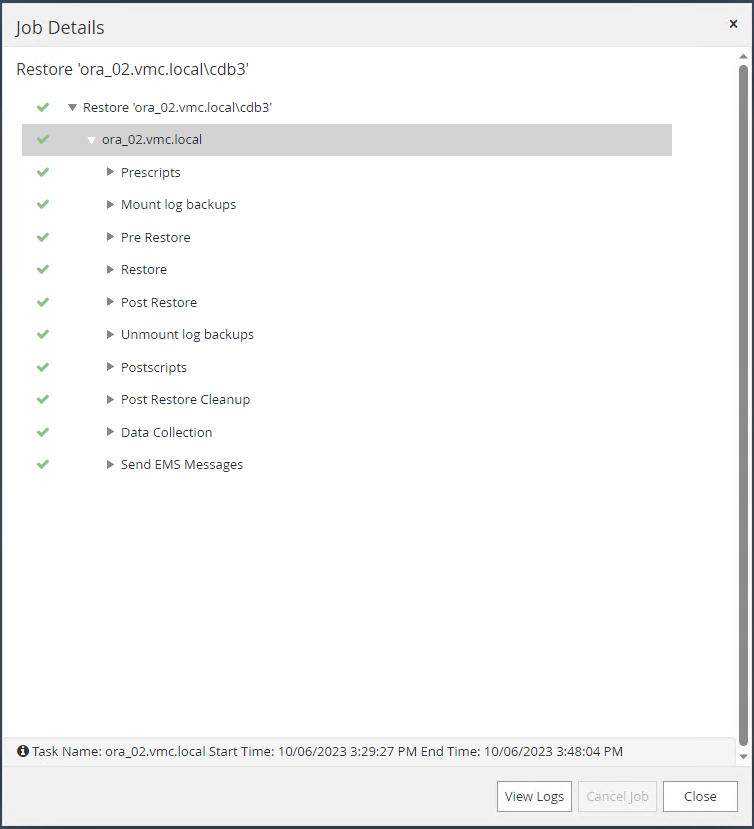 Job Details
×
Restore 'ora_02.vmc.local\cdb3'
Restore 'ora_02.vmc.local\cdb3'
ora_02.vmc.local
Prescripts
Mount log backups
Pre Restore
Restore
Post Restore
Unmount log backups
Postscripts
Post Restore Cleanup
Data Collection
Send EMS Messages
Task Name: ora_02.vmc.local Start Time: 10/06/2023 3:29:27 PM End Time: 10/06/2023 3:48:04 PM
View Logs Cancel Job Close